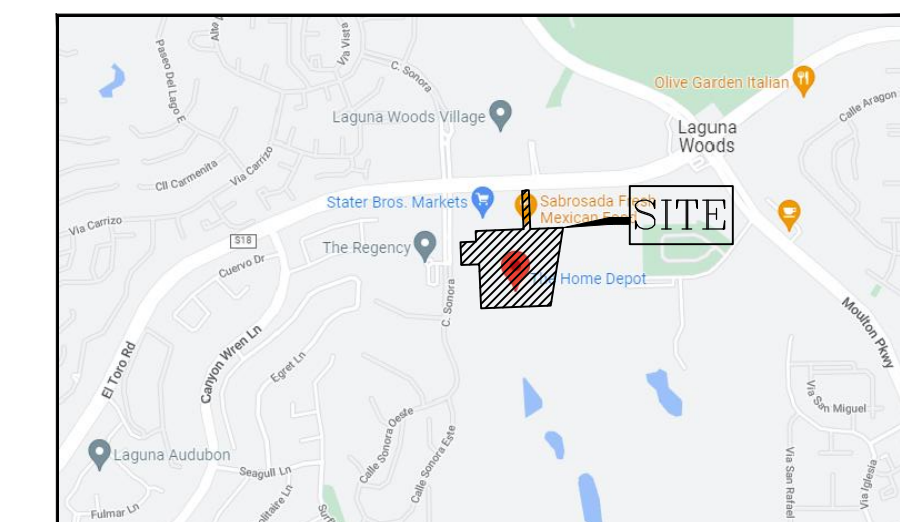 Paseo Del Lago E
Via Viste
C. Sonora
Olive Garden Italian
Calle Aragon
Laguna Woods Village
Laguna
Woods
Via Carrizo
Cll Carmenita
Stater Bros. Markets
Sabrosada Fresh
Mexican Food
SITE
Via Carrizo
S18
The Regency
Cuervo Dr
The Home Depot
C. Sonora
Moulton Pkwy
El Toro Rd
Canyon Wren Ln
Egret Ln
Via San Miguel
Calle Sonora Oeste
Calle Sonora Este
Laguna Audubon
Seagull Ln
Via San Rafael
Via Iglesia
Fulmar Ln